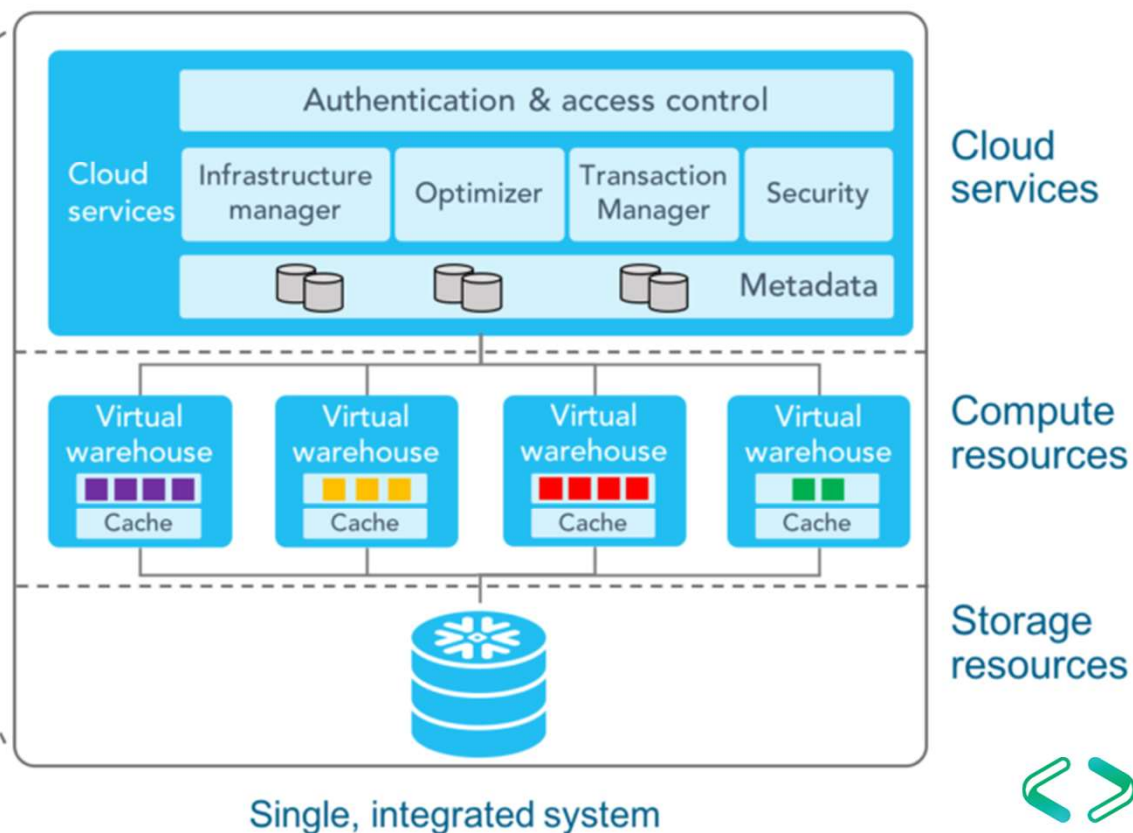 Authentication & access control
Cloud
services
Infrastructure
manager
Optimizer
Transaction
Manager
Security
Metadata
Cloud
services
Virtual
warehouse
Cache
Virtual
warehouse
Cache
Virtual
warehouse
Cache
Virtual
warehouse
Cache
Compute
resources
Storage
resources
Single, integrated system